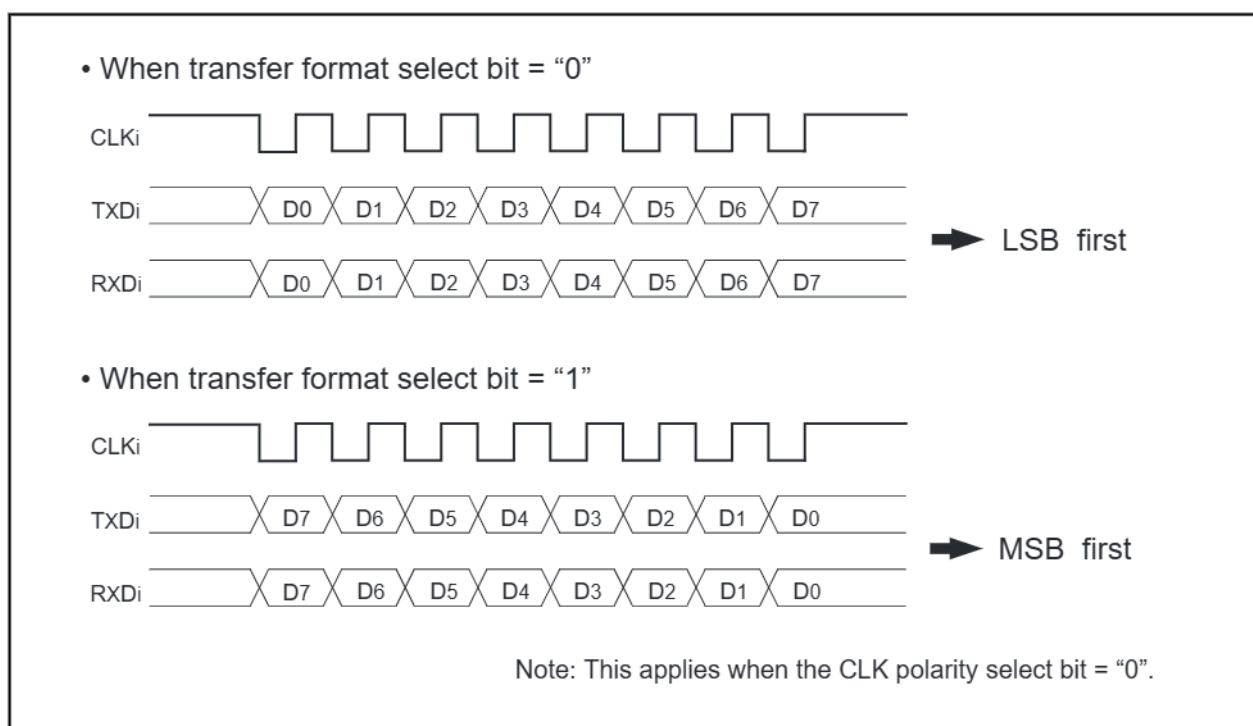 • When transfer format select bit = “0”
CLKi
TXDi D0 D1 D2 D3 D4 D5 D6 D7
RXDi D0 D1 D2 D3 D4 D5 D6 D7
LSB first
• When transfer format select bit = “1”
CLKi
TXDi D7 D6 D5 D4 D3 D2 D1 D0
RXDi D7 D6 D5 D4 D3 D2 D1 D0
MSB first
Note: This applies when the CLK polarity select bit = “0”.